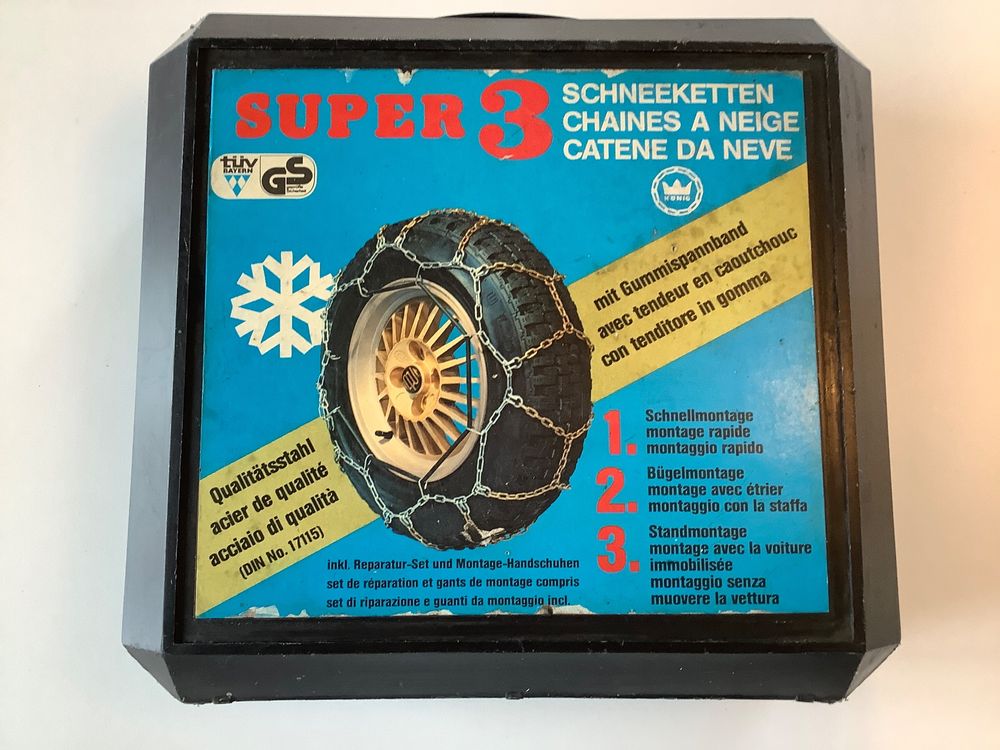 SUPER 3
SCHNEEKETTEN
CHAINES A NEIGE
CATENE DA NEVE
TÜV
BAYERN
GS
geprüfte
Sicherheit
KÖNIG
mit Gummispannband
avec tendeur en caoutchouc
con tenditore in gomma
Qualitätsstahl
acier de qualité
acciaio di qualità
(DIN No. 17115)
1. Schnellmontage
montage rapide
montaggio rapido
2. Bügelmontage
montage avec étrier
montaggio con la staffa
3. Standmontage
montage avec la voiture
immobilisée
montaggio senza
muovere la vettura
inkl. Reparatur-Set und Montage-Handschuhen
set de réparation et gants de montage compris
set di riparazione e guanti da montaggio incl.